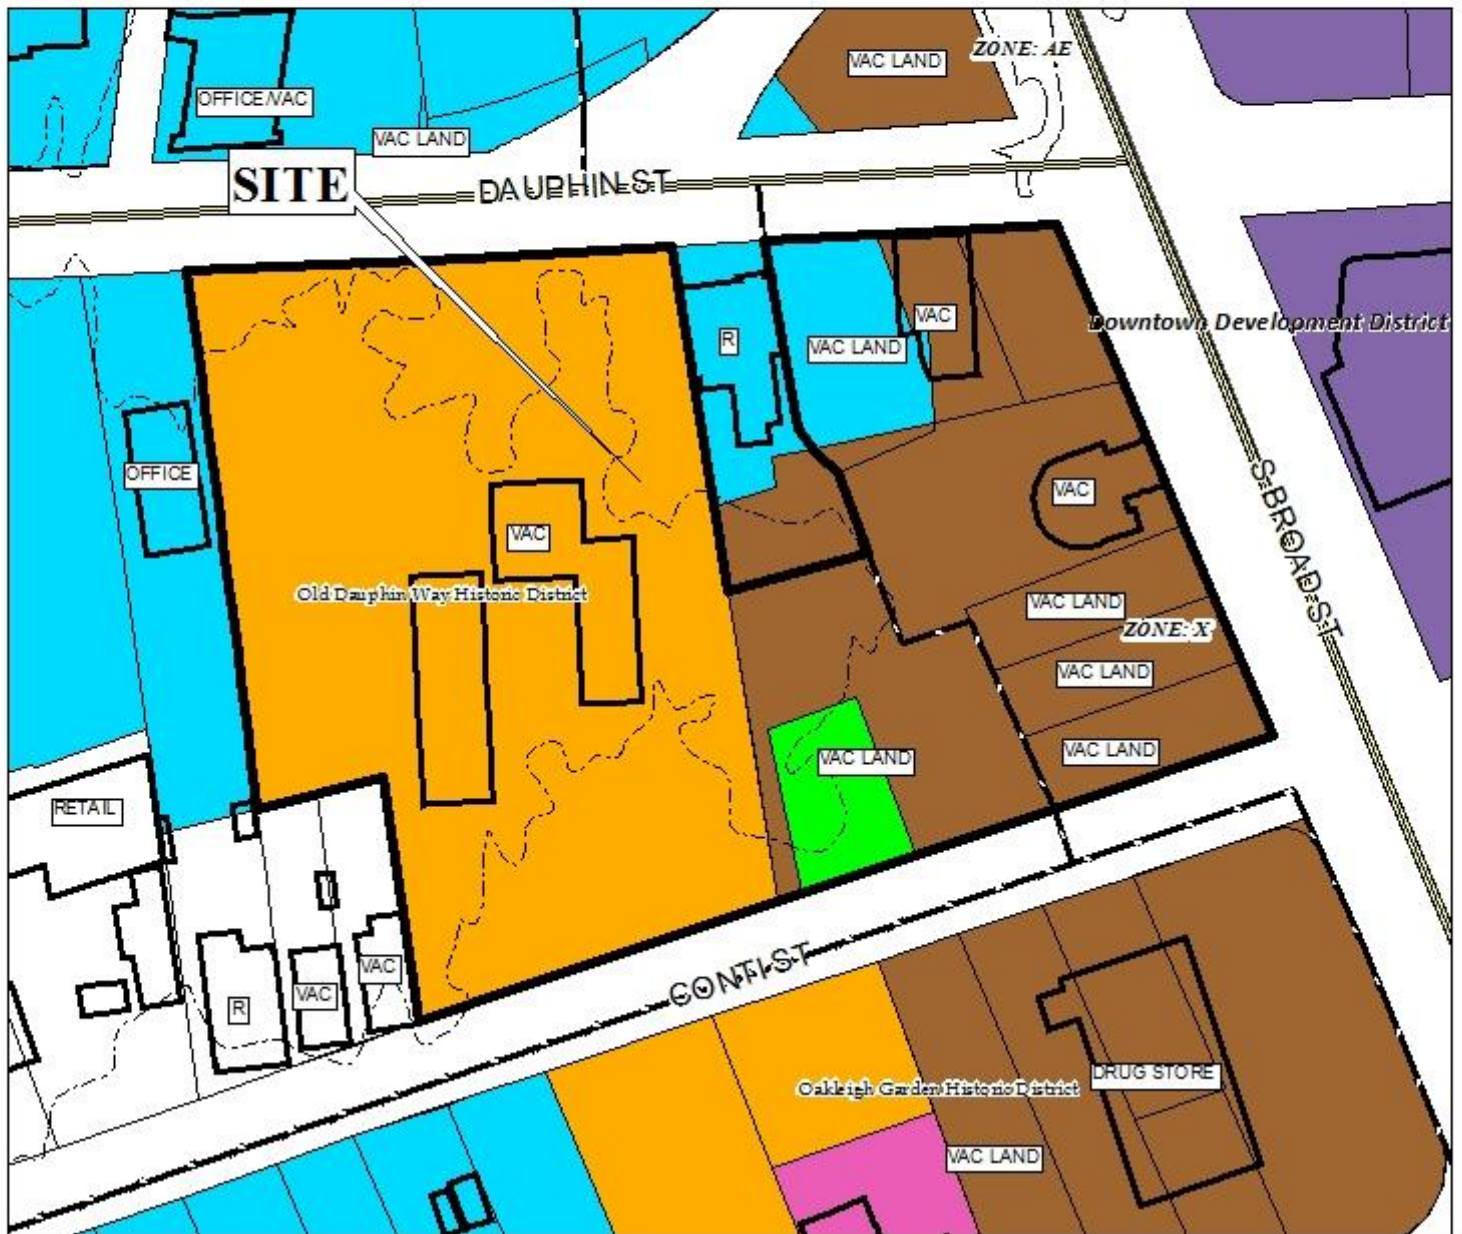 VAC LAND
ZONE: AE
OFFICE/VAC
VAC LAND
SITE
DAUPHIN ST
VAC
Downtown Development District
R
VAC LAND
OFFICE
VAC
S BROAD ST
VAC
Old Dauphin Way Historic District
VAC LAND
ZONE: X
VAC LAND
VAC LAND
VAC LAND
RETAIL
CONTI ST
VAC
VAC
R
DRUG STORE
Oakleigh Garden Historic District
VAC LAND